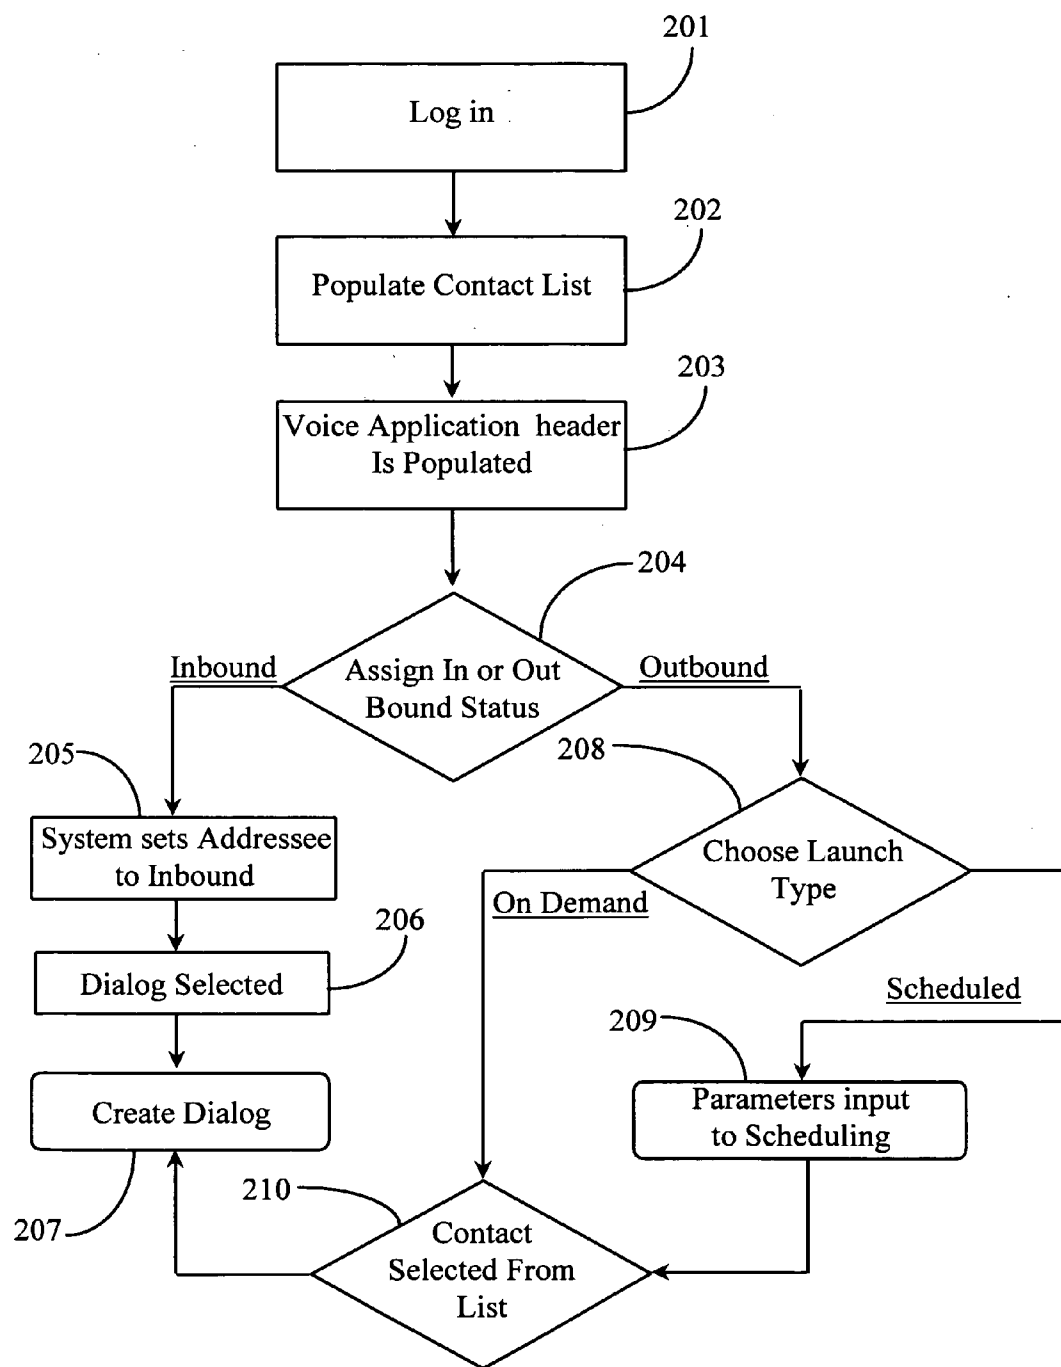 201
Log in
202
Populate Contact List
203
Voice Application header
Is Populated
204
Inbound
Assign In or Out
Bound Status
Outbound
205
208
System sets Addressee
to Inbound
Choose Launch
Type
On Demand
206
Dialog Selected
Scheduled
209
Create Dialog
Parameters input
to Scheduling
210
207
Contact
Selected From
List